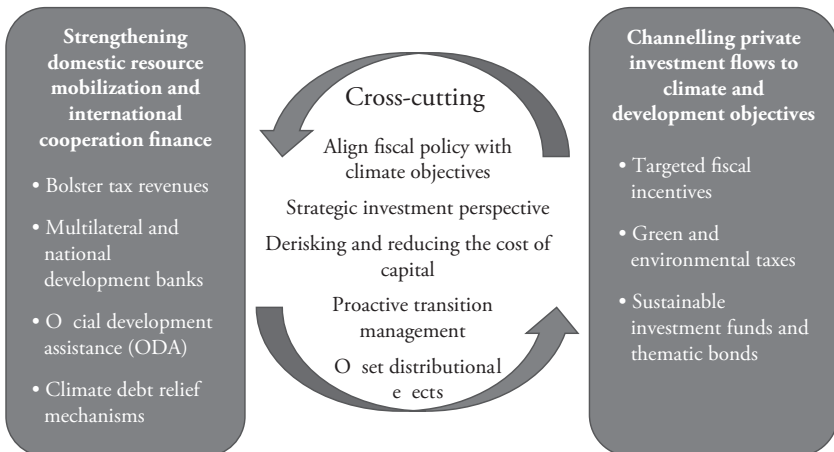 Strengthening
domestic resource
mobilization and
international
cooperation finance
• Bolster tax revenues
• Multilateral and
national
development banks
• O cial development
assistance (ODA)
• Climate debt relief
mechanisms
Cross-cutting
Align fiscal policy with
climate objectives
Strategic investment perspective
Derisking and reducing the cost of
capital
Proactive transition
management
O set distributional
e ects
Channelling private
investment flows to
climate and
development objectives
• Targeted fiscal
incentives
• Green and
environmental taxes
• Sustainable
investment funds and
thematic bonds